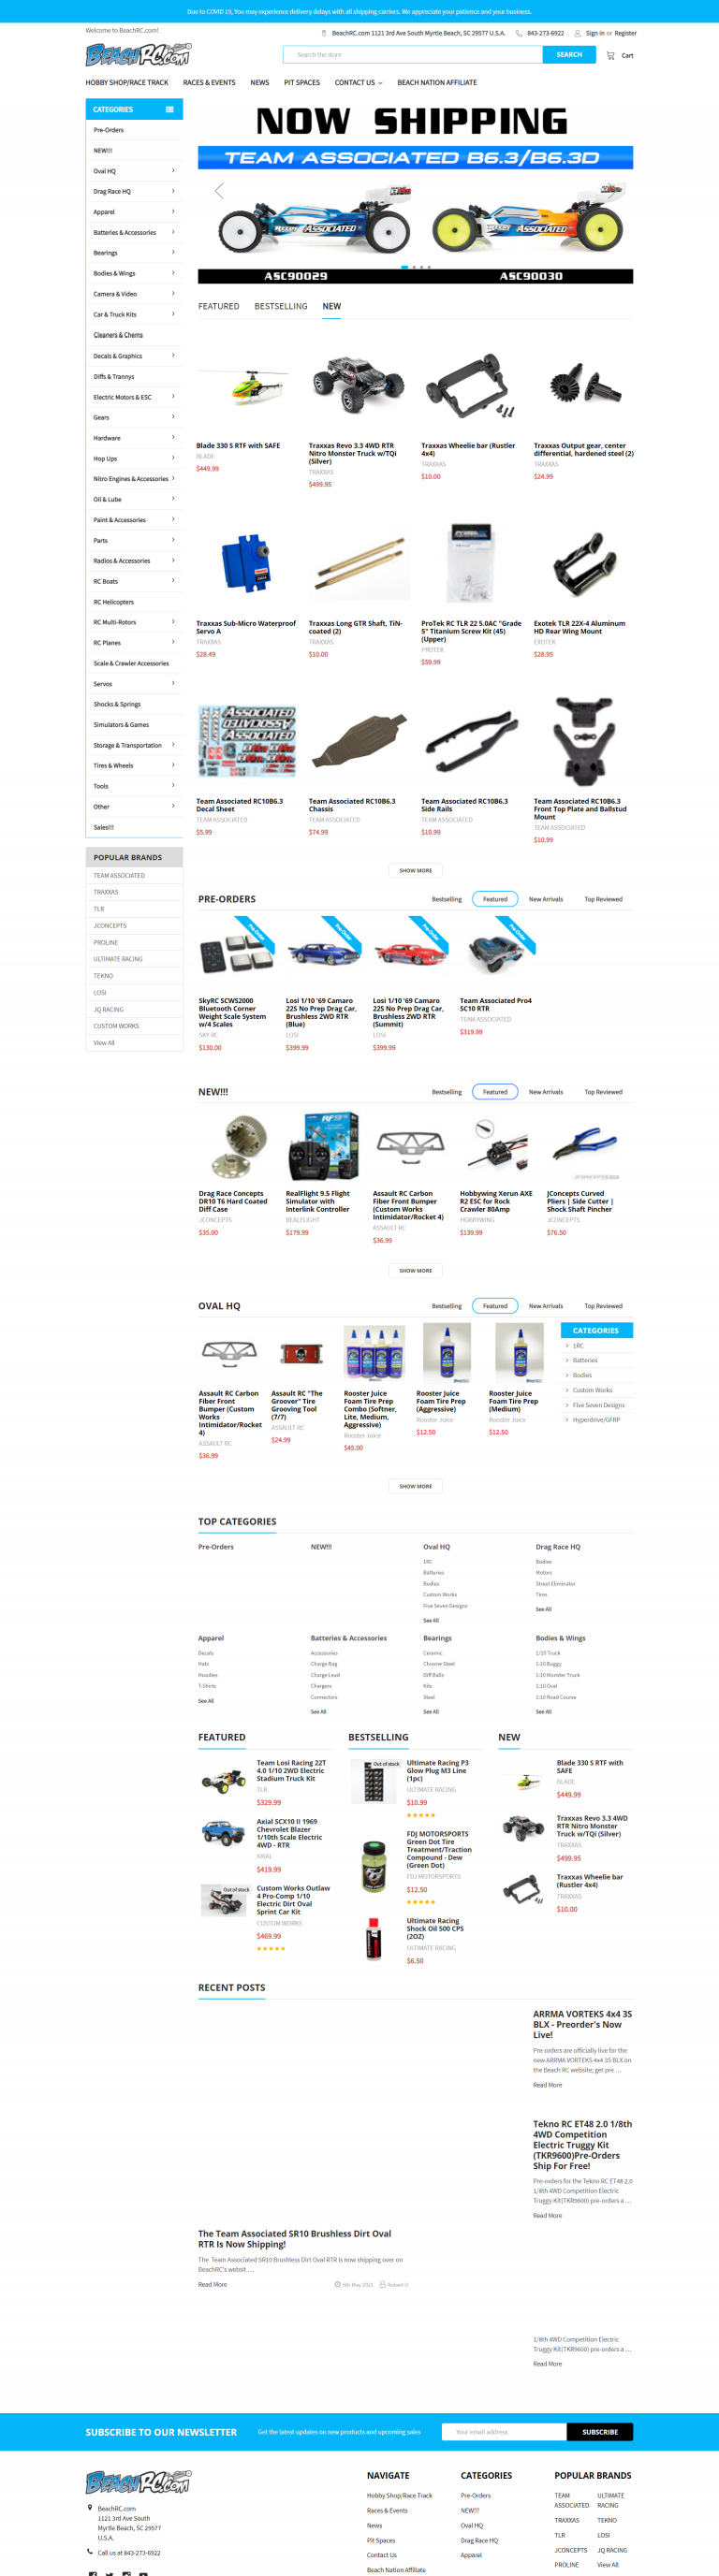 Due to COVID 19, You may experience delivery delays with all shipping carriers. We appreciate your patience and your business.
Welcome to BeachRC.com!
BeachRC.com 1121 3rd Ave South Myrtle Beach, SC 29577 U.S.A.
843-273-6922
Sign in or Register
BEACHRC.com
Search the store
SEARCH
Cart
HOBBY SHOP/RACE TRACK
RACES & EVENTS
NEWS
PIT SPACES
CONTACT US
BEACH NATION AFFILIATE
CATEGORIES
Pre-Orders
NEW!!!
Oval HQ
Drag Race HQ
Apparel
Batteries & Accessories
Bearings
Bodies & Wings
Camera & Video
Car & Truck Kits
Cleaners & Chems
Decals & Graphics
Diffs & Trannys
Electric Motors & ESC
Gears
Hardware
Hop Ups
Nitro Engines & Accessories
Oil & Lube
Paint & Accessories
Parts
Radios & Accessories
RC Boats
RC Helicopters
RC Multi-Rotors
RC Planes
Scale & Crawler Accessories
Servos
Shocks & Springs
Simulators & Games
Storage & Transportation
Tires & Wheels
Tools
Other
Sales!!!
POPULAR BRANDS
TEAM ASSOCIATED
TRAXXAS
TLR
JCONCEPTS
PROLINE
ULTIMATE RACING
TEKNO
LOSI
JQ RACING
CUSTOM WORKS
View All
NOW SHIPPING
TEAM ASSOCIATED B6.3/B6.3D
ASC90029
ASC90030
FEATURED
BESTSELLING
NEW
Blade 330 S RTF with SAFE
BLADE
$449.99
Traxxas Revo 3.3 4WD RTR
Nitro Monster Truck w/TQi
(Silver)
TRAXXAS
$499.95
Traxxas Wheelie bar (Rustler
4x4)
TRAXXAS
$10.00
Traxxas Output gear, center
differential, hardened steel (2)
TRAXXAS
$24.99
Traxxas Sub-Micro Waterproof
Servo A
TRAXXAS
$28.49
Traxxas Long GTR Shaft, TiN-
coated (2)
TRAXXAS
$10.00
ProTek RC TLR 22 5.0AC "Grade
5" Titanium Screw Kit (45)
(Upper)
PROTEK
$59.99
Exotek TLR 22X-4 Aluminum
HD Rear Wing Mount
EXOTEK
$28.95
Team Associated RC10B6.3
Decal Sheet
TEAM ASSOCIATED
$5.99
Team Associated RC10B6.3
Chassis
TEAM ASSOCIATED
$74.99
Team Associated RC10B6.3
Side Rails
TEAM ASSOCIATED
$10.99
Team Associated RC10B6.3
Front Top Plate and Ballstud
Mount
TEAM ASSOCIATED
$10.99
SHOW MORE
PRE-ORDERS
Bestselling
Featured
New Arrivals
Top Reviewed
Pre-Order
Pre-Order
Pre-Order
Pre-Order
SkyRC SCWS2000
Bluetooth Corner
Weight Scale System
w/4 Scales
SKY RC
$130.00
Losi 1/10 '69 Camaro
22S No Prep Drag Car,
Brushless 2WD RTR
(Blue)
LOSI
$399.99
Losi 1/10 '69 Camaro
22S No Prep Drag Car,
Brushless 2WD RTR
(Summit)
LOSI
$399.99
Team Associated Pro4
SC10 RTR
TEAM ASSOCIATED
$319.99
NEW!!!
Bestselling
Featured
New Arrivals
Top Reviewed
Drag Race Concepts
DR10 T6 Hard Coated
Diff Case
JCONCEPTS
$35.00
RealFlight 9.5 Flight
Simulator with
Interlink Controller
REALFLIGHT
$179.99
Assault RC Carbon
Fiber Front Bumper
(Custom Works
Intimidator/Rocket 4)
ASSAULT RC
$36.99
Hobbywing Xerun AXE
R2 ESC for Rock
Crawler 80Amp
HOBBYWING
$139.99
JConcepts Curved
Pliers | Side Cutter |
Shock Shaft Pincher
JCONCEPTS
$76.50
SHOW MORE
OVAL HQ
Bestselling
Featured
New Arrivals
Top Reviewed
Assault RC Carbon
Fiber Front
Bumper (Custom
Works
Intimidator/Rocket
4)
ASSAULT RC
$36.99
Assault RC "The
Groover" Tire
Grooving Tool
(7/7)
ASSAULT RC
$24.99
Rooster Juice
Foam Tire Prep
Combo (Softner,
Lite, Medium,
Aggressive)
Rooster Juice
$45.00
Rooster Juice
Foam Tire Prep
(Aggressive)
Rooster Juice
$12.50
Rooster Juice
Foam Tire Prep
(Medium)
Rooster Juice
$12.50
CATEGORIES
1RC
Batteries
Bodies
Custom Works
Five Seven Designs
Hyperdrive/GFRP
SHOW MORE
TOP CATEGORIES
Pre-Orders
NEW!!!
Oval HQ
1RC
Batteries
Bodies
Custom Works
Five Seven Designs
See All
Drag Race HQ
Bodies
Motors
Street Eliminator
Tires
See All
Apparel
Decals
Hats
Hoodies
T-Shirts
See All
Batteries & Accessories
Accessories
Charge Bag
Charge Lead
Chargers
Connectors
See All
Bearings
Ceramic
Chrome Steel
Diff Balls
Kits
Steel
See All
Bodies & Wings
1/10 Truck
1:10 Buggy
1:10 Monster Truck
1:10 Oval
1:10 Road Course
See All
FEATURED
Team Losi Racing 22T
4.0 1/10 2WD Electric
Stadium Truck Kit
TLR
$329.99
Axial SCX10 II 1969
Chevrolet Blazer
1/10th Scale Electric
4WD - RTR
AXIAL
$419.99
Out of stock
Custom Works Outlaw
4 Pro-Comp 1/10
Electric Dirt Oval
Sprint Car Kit
CUSTOM WORKS
$469.99
BESTSELLING
Out of stock
Ultimate Racing P3
Glow Plug M3 Line
(1pc)
ULTIMATE RACING
$10.99
FDJ MOTORSPORTS
Green Dot Tire
Treatment/Traction
Compound - Dew
(Green Dot)
FDJ MOTORSPORTS
$12.50
Ultimate Racing
Shock Oil 500 CPS
(2OZ)
ULTIMATE RACING
$6.50
NEW
Blade 330 S RTF with
SAFE
BLADE
$449.99
Traxxas Revo 3.3 4WD
RTR Nitro Monster
Truck w/TQi (Silver)
TRAXXAS
$499.95
Traxxas Wheelie bar
(Rustler 4x4)
TRAXXAS
$10.00
RECENT POSTS
The Team Associated SR10 Brushless Dirt Oval
RTR Is Now Shipping!
The Team Associated SR10 Brushless Dirt Oval RTR is now shipping over on
BeachRC's websit ...
Read More
6th May 2022
Robert U
ARRMA VORTEKS 4x4 3S
BLX - Preorder's Now
Live!
Pre-orders are officially live for the
new ARRMA VORTEKS 4x4 3S BLX on
the Beach RC website; get pre ...
Read More
Tekno RC ET48 2.0 1/8th
4WD Competition
Electric Truggy Kit
(TKR9600)Pre-Orders
Ship For Free!
Pre-orders for the Tekno RC ET48 2.0
1/8th 4WD Competition Electric
Truggy Kit(TKR9600) pre-orders a ...
Read More
1/8th 4WD Competition Electric
Truggy Kit(TKR9600) pre-orders a ...
Read More
SUBSCRIBE TO OUR NEWSLETTER
Get the latest updates on new products and upcoming sales
Your email address
SUBSCRIBE
BEACHRC.com
BeachRC.com
1121 3rd Ave South
Myrtle Beach, SC 29577
U.S.A.
Call us at 843-273-6922
NAVIGATE
Hobby Shop/Race Track
Races & Events
News
Pit Spaces
Contact Us
Beach Nation Affiliate
CATEGORIES
Pre-Orders
NEW!!!
Oval HQ
Drag Race HQ
Apparel
POPULAR BRANDS
TEAM ASSOCIATED
TRAXXAS
TLR
JCONCEPTS
PROLINE
ULTIMATE RACING
TEKNO
LOSI
JQ RACING
View All